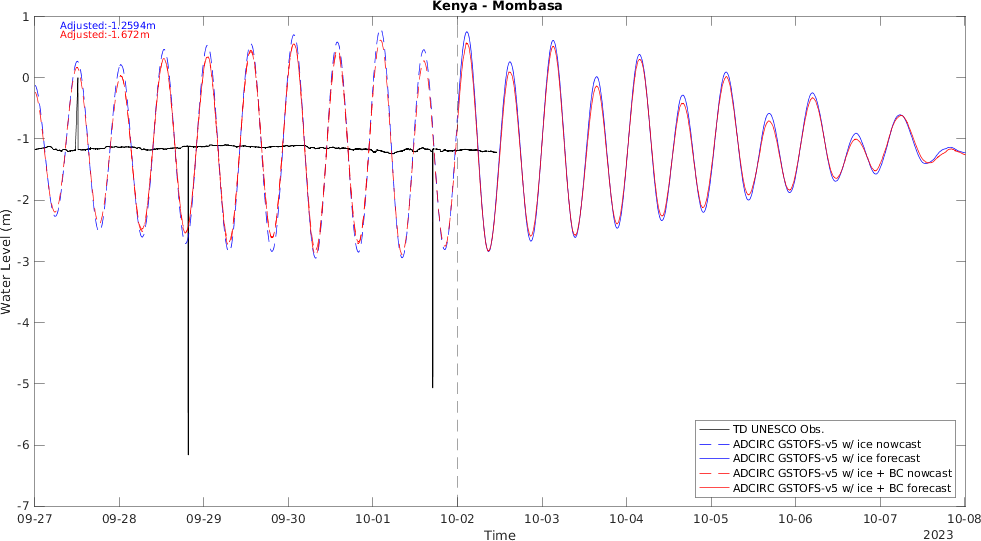 Kenya - Mombasa
Adjusted:-1.2594m
Adjusted:-1.672m
1
0
-1
-2
-3
-4
-5
-6
-7
Water Level (m)
TD UNESCO Obs.
ADCIRC GSTOFS-v5 w/ ice nowcast
ADCIRC GSTOFS-v5 w/ ice forecast
ADCIRC GSTOFS-v5 w/ ice + BC nowcast
ADCIRC GSTOFS-v5 w/ ice + BC forecast
09-27 09-28 09-29 09-30 10-01 10-02 10-03 10-04 10-05 10-06 10-07 10-08
Time
2023